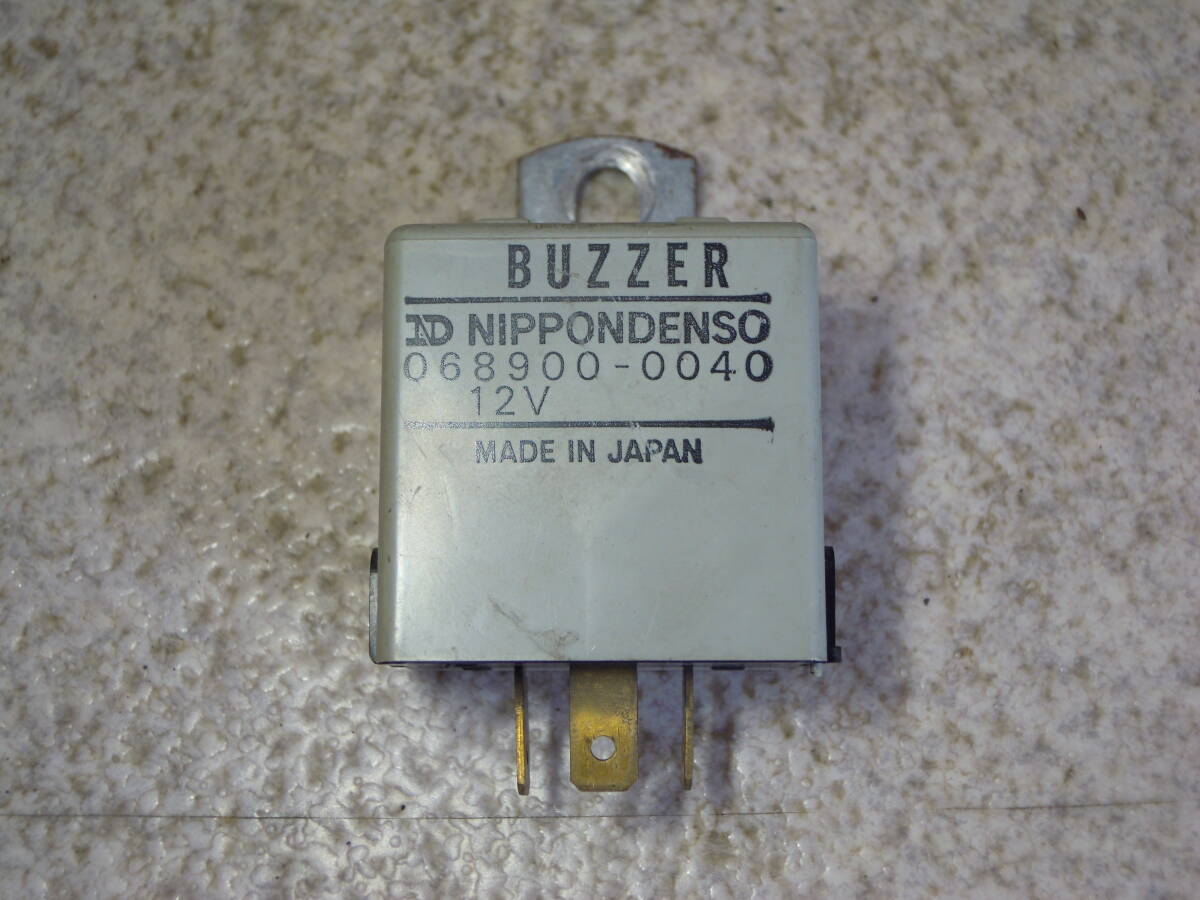 BUZZER
ND NIPPONDENSO
068900-0040
12V
MADE IN JAPAN